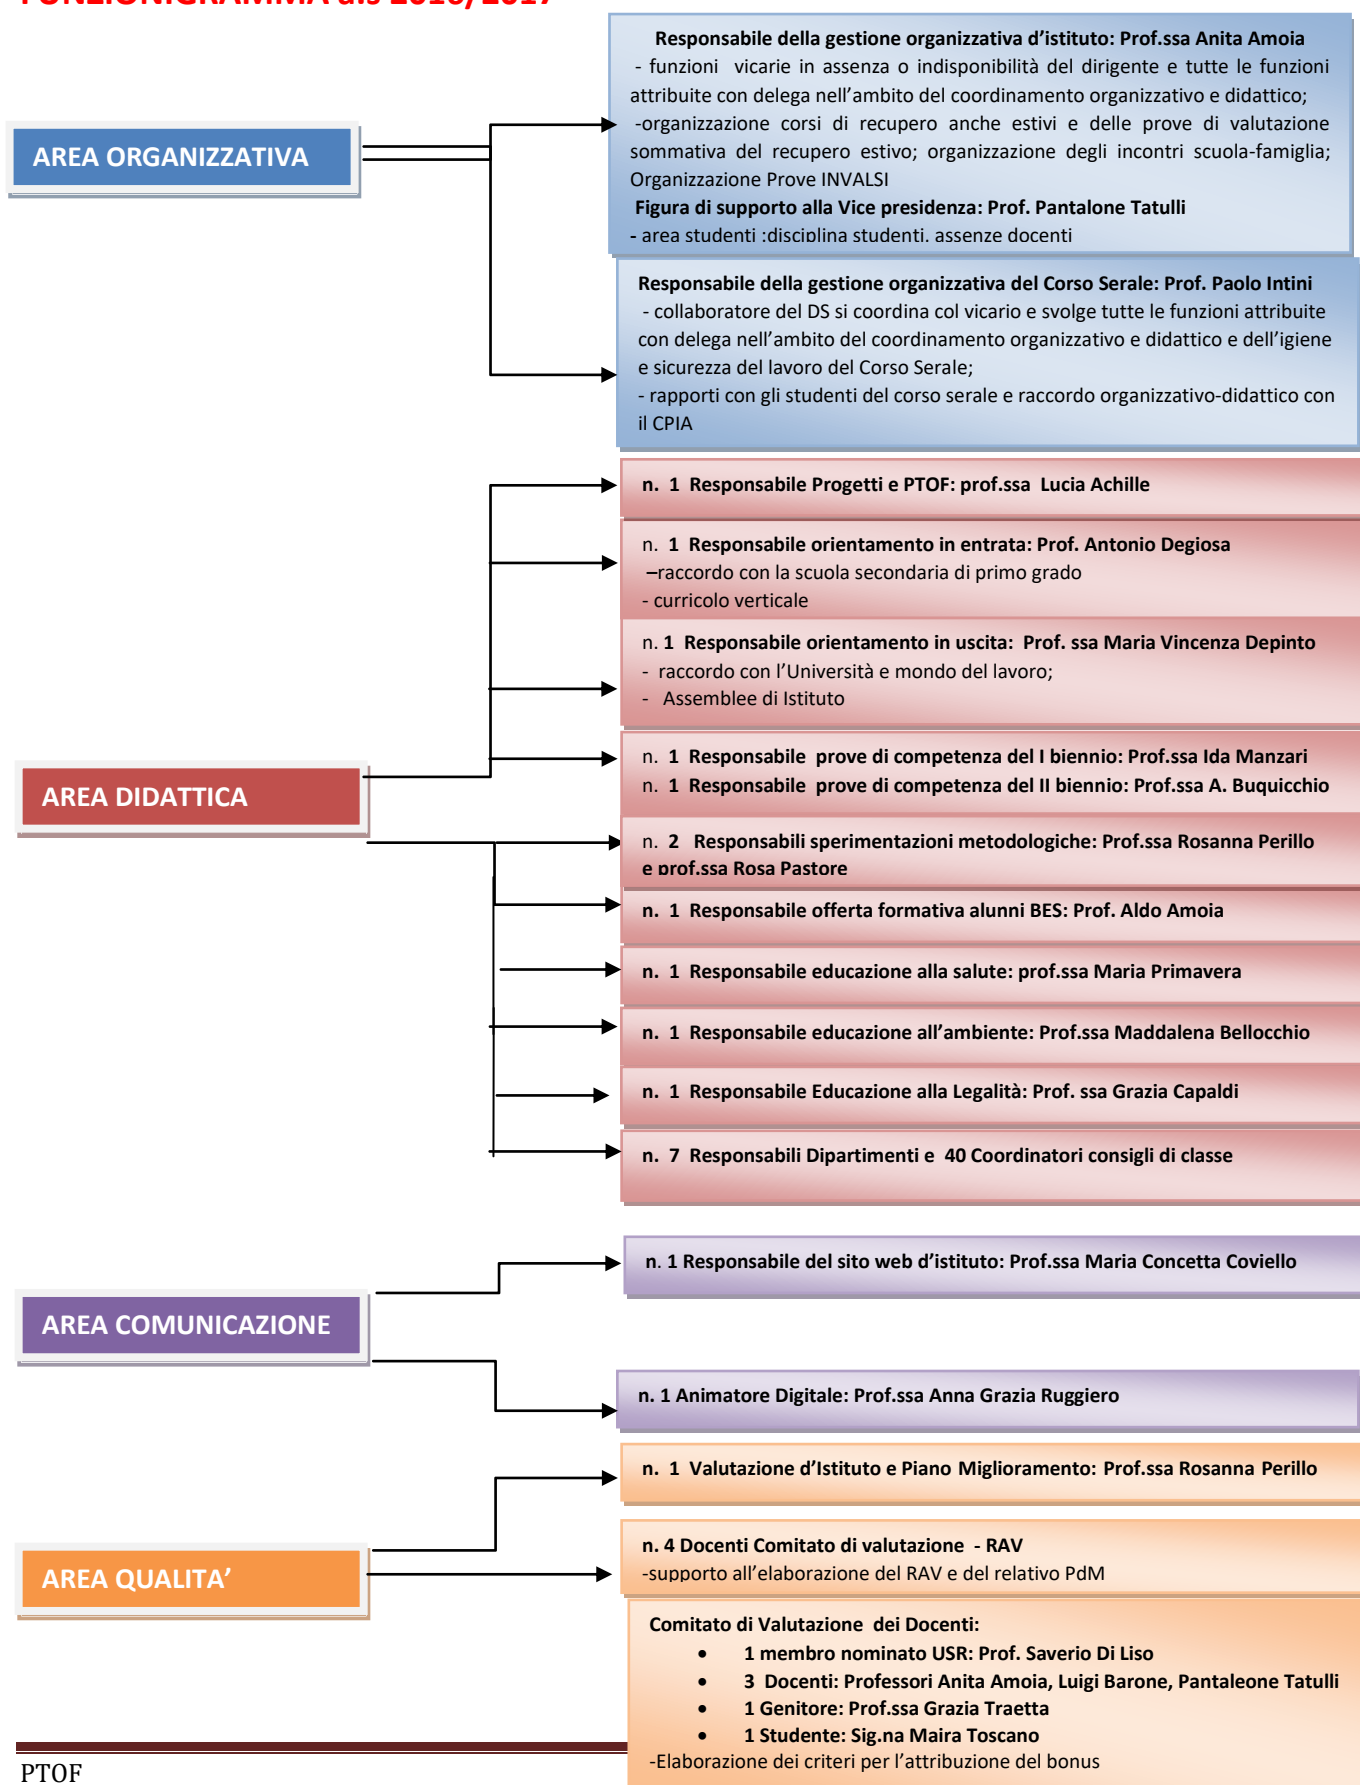 FUNZIONIGRAMMA a.s 2016/2017
Responsabile della gestione organizzativa d’istituto: Prof.ssa Anita Amoia
- funzioni vicarie in assenza o indisponibilità del dirigente e tutte le funzioni
attribuite con delega nell’ambito del coordinamento organizzativo e didattico;
-organizzazione corsi di recupero anche estivi e delle prove di valutazione
sommativa del recupero estivo; organizzazione degli incontri scuola-famiglia;
Organizzazione Prove INVALSI
Figura di supporto alla Vice presidenza: Prof. Pantalone Tatulli
- area studenti :disciplina studenti. assenze docenti
AREA ORGANIZZATIVA
Responsabile della gestione organizzativa del Corso Serale: Prof. Paolo Intini
- collaboratore del DS si coordina col vicario e svolge tutte le funzioni attribuite
con delega nell’ambito del coordinamento organizzativo e didattico e dell’igiene
e sicurezza del lavoro del Corso Serale;
- rapporti con gli studenti del corso serale e raccordo organizzativo-didattico con
il CPIA
n. 1 Responsabile Progetti e PTOF: prof.ssa Lucia Achille
n. 1 Responsabile orientamento in entrata: Prof. Antonio Degiosa
–raccordo con la scuola secondaria di primo grado
- curricolo verticale
n. 1 Responsabile orientamento in uscita: Prof. ssa Maria Vincenza Depinto
- raccordo con l’Università e mondo del lavoro;
- Assemblee di Istituto
n. 1 Responsabile prove di competenza del I biennio: Prof.ssa Ida Manzari
n. 1 Responsabile prove di competenza del II biennio: Prof.ssa A. Buquicchio
AREA DIDATTICA
n. 2 Responsabili sperimentazioni metodologiche: Prof.ssa Rosanna Perillo
e prof.ssa Rosa Pastore
n. 1 Responsabile offerta formativa alunni BES: Prof. Aldo Amoia
n. 1 Responsabile educazione alla salute: prof.ssa Maria Primavera
n. 1 Responsabile educazione all’ambiente: Prof.ssa Maddalena Bellocchio
n. 1 Responsabile Educazione alla Legalità: Prof. ssa Grazia Capaldi
n. 7 Responsabili Dipartimenti e 40 Coordinatori consigli di classe
n. 1 Responsabile del sito web d’istituto: Prof.ssa Maria Concetta Coviello
AREA COMUNICAZIONE
n. 1 Animatore Digitale: Prof.ssa Anna Grazia Ruggiero
n. 1 Valutazione d’Istituto e Piano Miglioramento: Prof.ssa Rosanna Perillo
AREA QUALITA’
n. 4 Docenti Comitato di valutazione - RAV
-supporto all’elaborazione del RAV e del relativo PdM
Comitato di Valutazione dei Docenti:
• 1 membro nominato USR: Prof. Saverio Di Liso
• 3 Docenti: Professori Anita Amoia, Luigi Barone, Pantaleone Tatulli
• 1 Genitore: Prof.ssa Grazia Traetta
• 1 Studente: Sig.na Maira Toscano
-Elaborazione dei criteri per l’attribuzione del bonus
PTOF